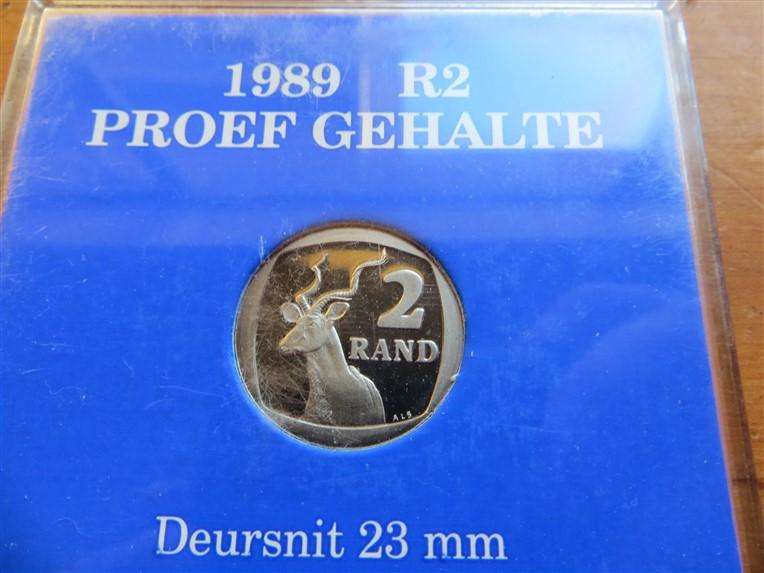 1989 R2
PROEF GEHALTE
2
RAND
ALS
Deursnit 23 mm